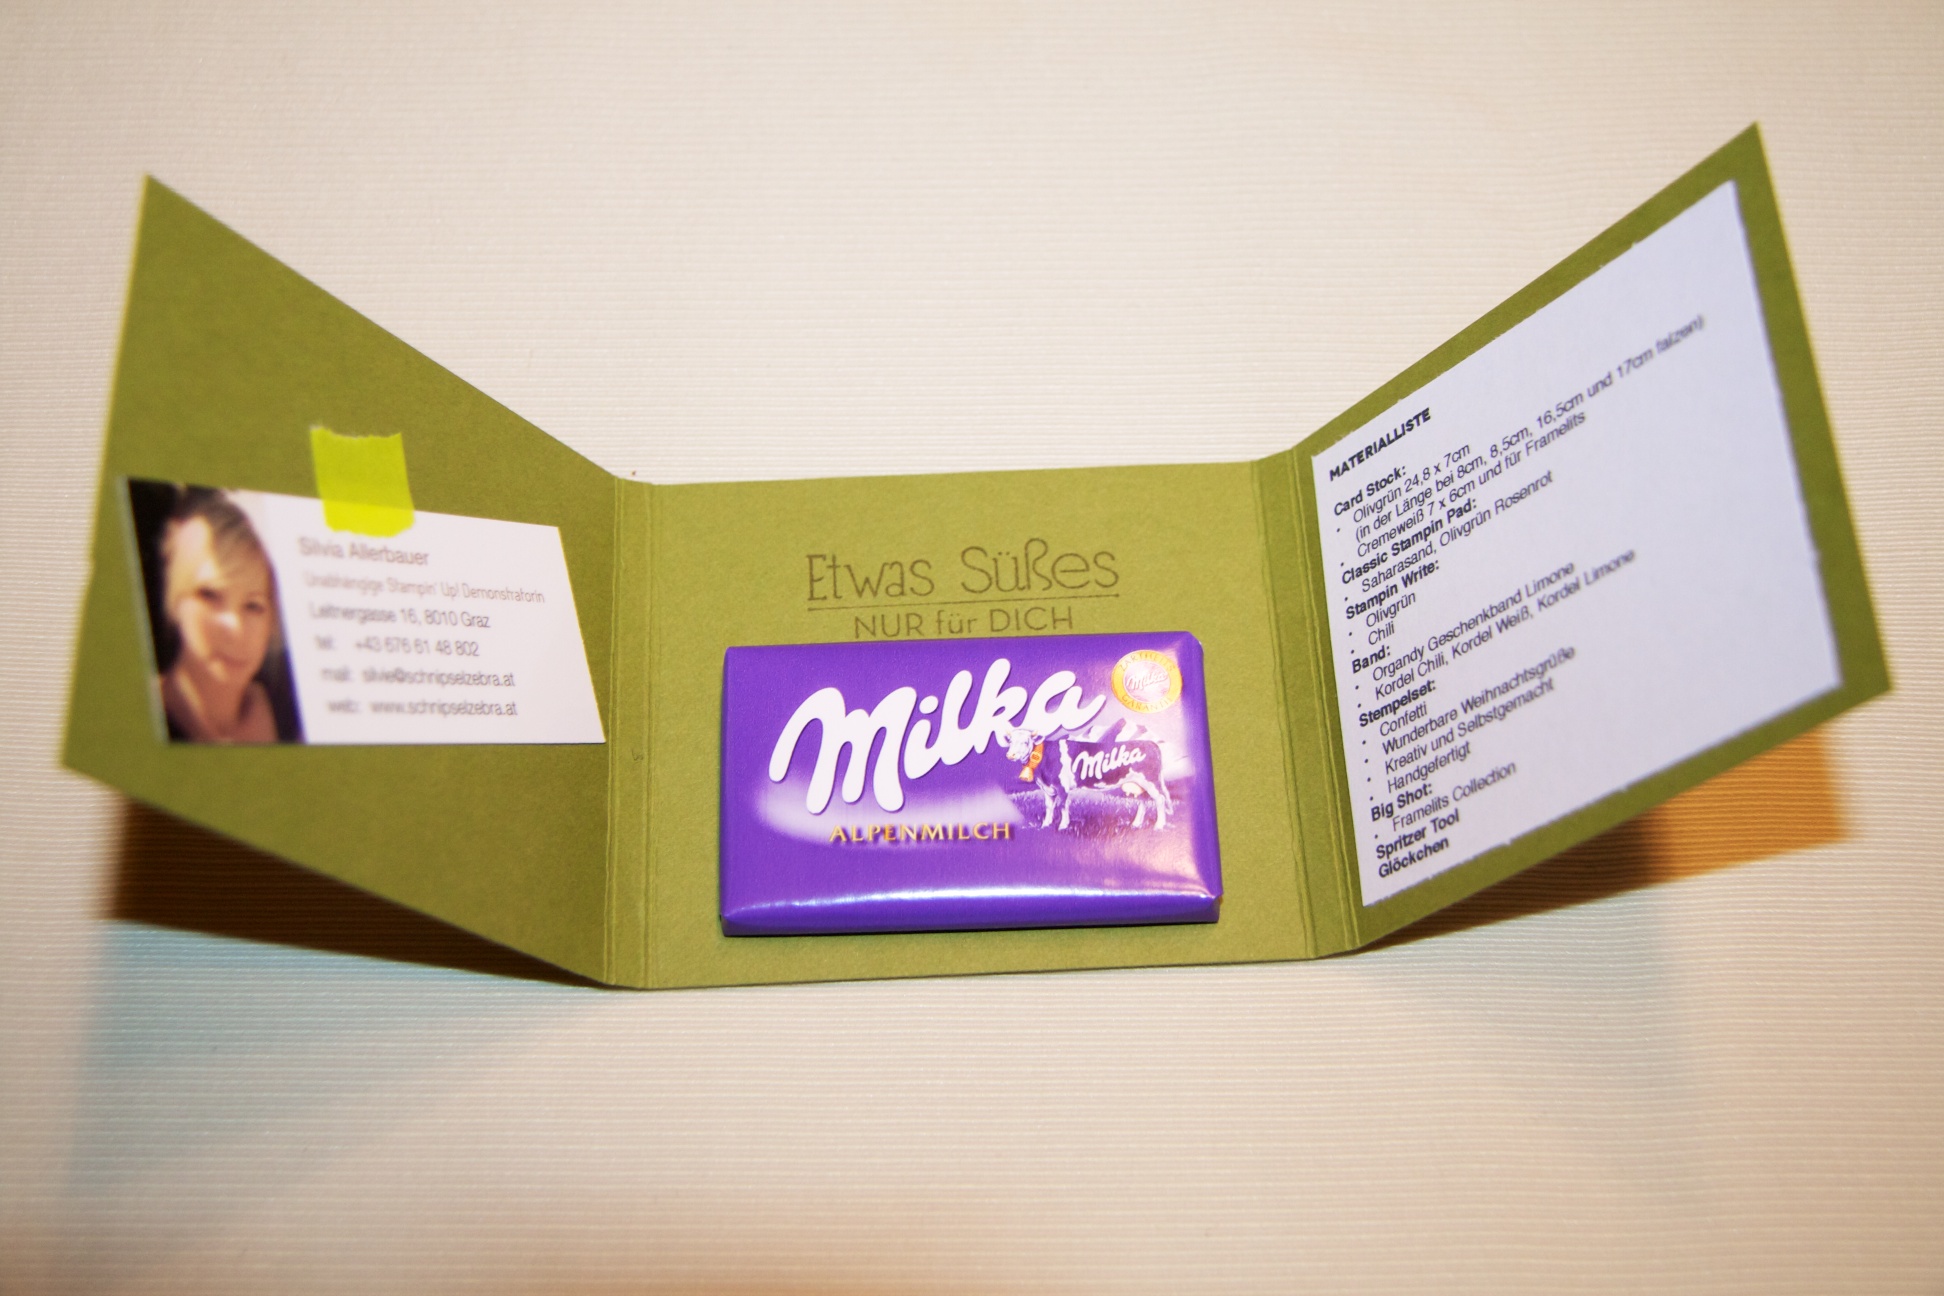 Silvia Allerbauer
Unabhängige Stampin' Up! Demonstratorin
Leitnergasse 16, 8010 Graz
tel: +43 676 61 48 802
mail: silvie@schnipselzebra.at
web: www.schnipselzebra.at
Etwas Süßes
NUR für DICH
Milka
Milka
Milka
ALPENMILCH
MATERIALLISTE
Card Stock:
• Olivgrün 24,8 x 7cm
(in der Länge bei 8cm, 8,5cm, 16,5cm und 17cm falzen)
• Cremeweiß 7 x 6cm und für Framelits
Classic Stampin Pad:
• Saharasand, Olivgrün Rosenrot
Stampin Write:
• Olivgrün
• Chili
Band:
• Organdy Geschenkband Limone
• Kordel Chili, Kordel Weiß, Kordel Limone
Stempelset:
• Confetti
• Wunderbare Weihnachtsgrüße
• Kreativ und Selbstgemacht
• Handgefertigt
Big Shot:
• Framelits Collection
Spritzer Tool
Glöckchen